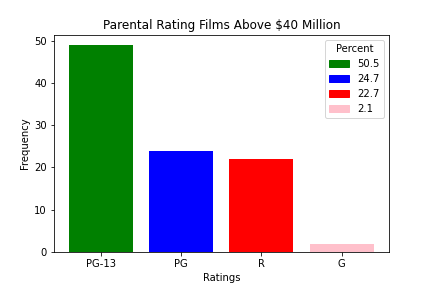 Parental Rating Films Above $40 Million
Percent
50.5
24.7
22.7
2.1
50
40
30
20
10
0
Frequency
PG-13 PG R G
Ratings